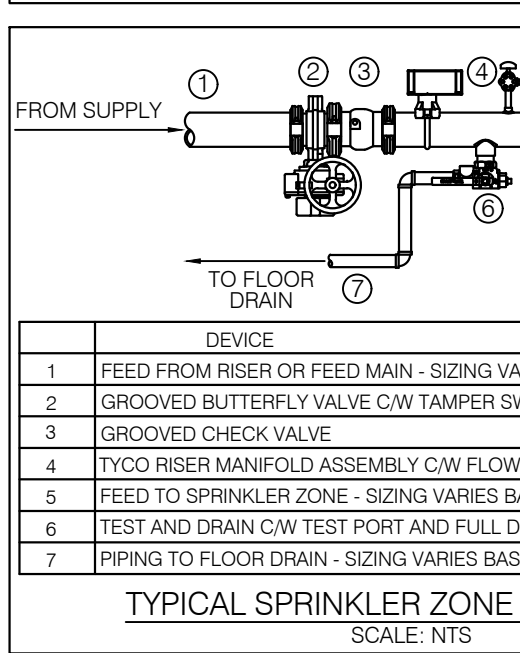 1
2
3
4
FROM SUPPLY
6
TO FLOOR
DRAIN
7
DEVICE
1 FEED FROM RISER OR FEED MAIN - SIZING VA
2 GROOVED BUTTERFLY VALVE C/W TAMPER SW
3 GROOVED CHECK VALVE
4 TYCO RISER MANIFOLD ASSEMBLY C/W FLOW
5 FEED TO SPRINKLER ZONE - SIZING VARIES BA
6 TEST AND DRAIN C/W TEST PORT AND FULL D
7 PIPING TO FLOOR DRAIN - SIZING VARIES BAS
TYPICAL SPRINKLER ZONE
SCALE: NTS